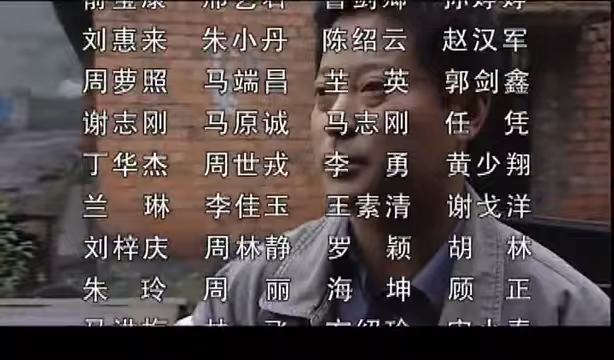 刘惠来 朱小丹 陈绍云 赵汉军
周萝照 马端昌 芏 英 郭剑鑫
谢志刚 马原诚 马志刚 任 凭
丁华杰 周世戎 李 勇 黄少翔
兰 琳 李佳玉 王素清 谢戈洋
刘梓庆 周林静 罗 颖 胡 林
朱 玲 周 丽 海 坤 顾 正